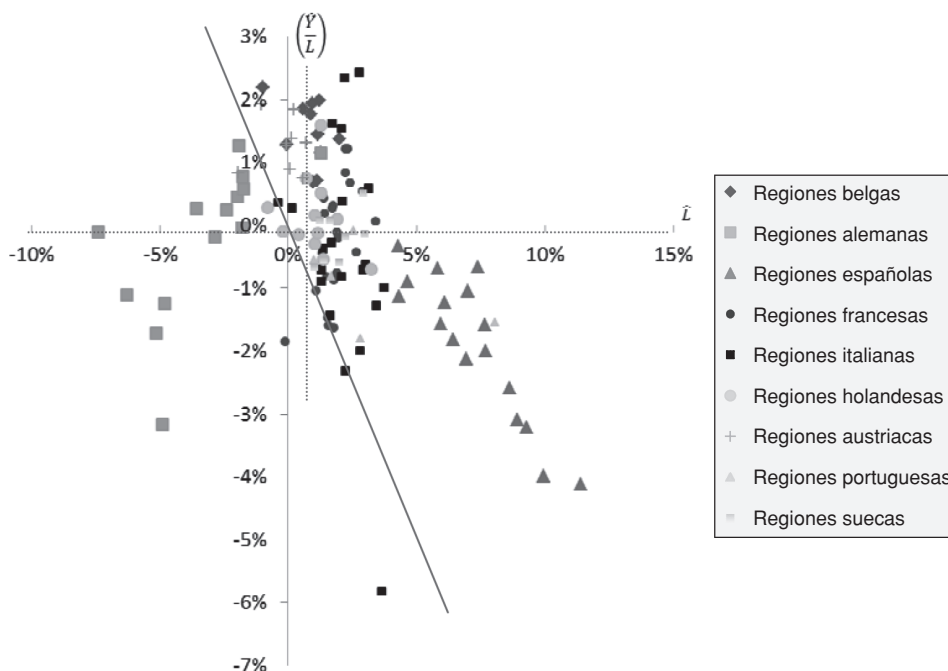 (Ŷ/L)
3%
2%
1%
0%
-10% -5% 0% 5% 10% 15%
L̂
-1%
-2%
-3%
-4%
-5%
-6%
-7%
Regiones belgas
Regiones alemanas
Regiones españolas
Regiones francesas
Regiones italianas
Regiones holandesas
Regiones austriacas
Regiones portuguesas
Regiones suecas